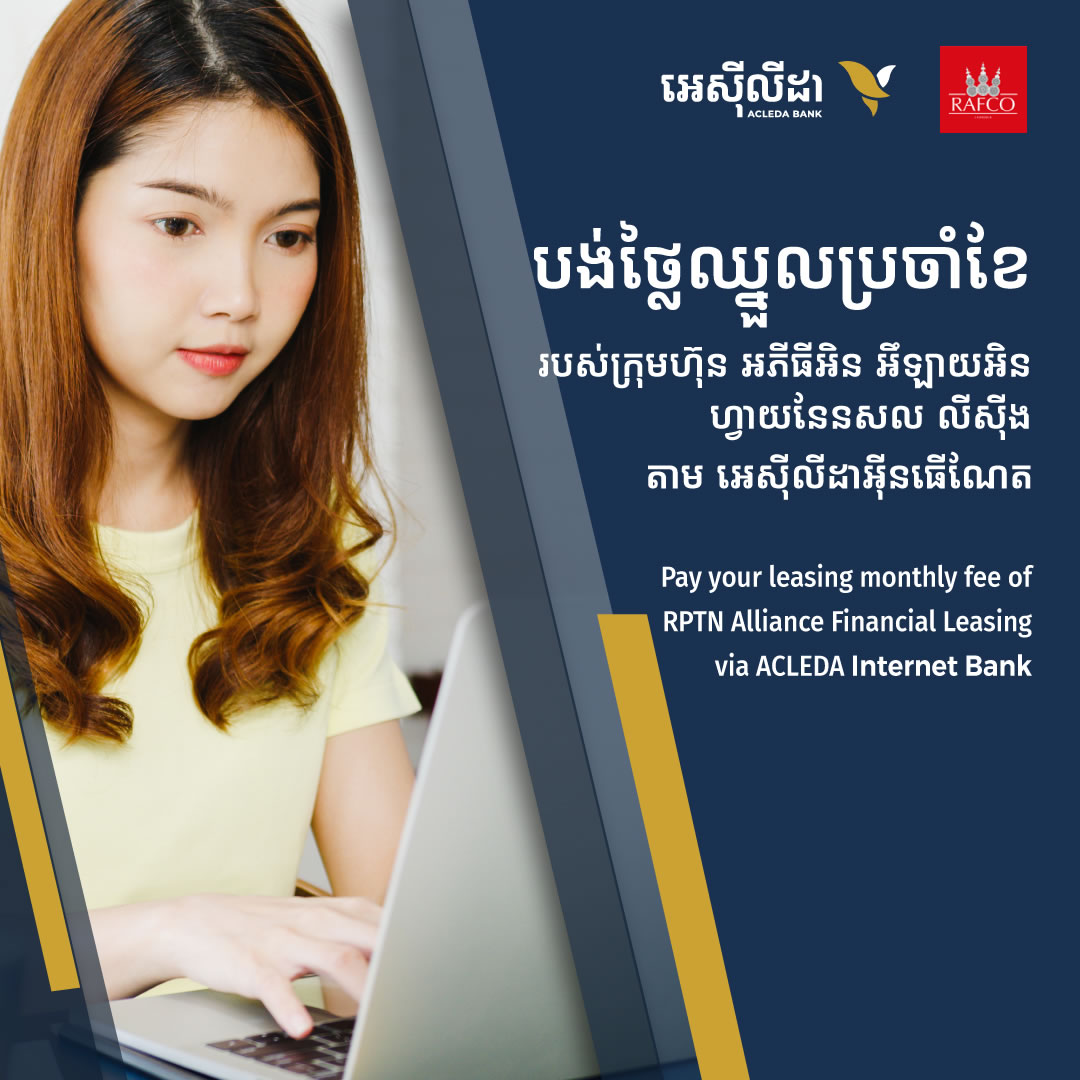 អេស៊ីលីដា
ACLEDA BANK
RAFCO
បង់ថ្លៃឈ្នួលប្រចាំខែ
របស់ក្រុមហ៊ុន អភីធីអិន អឹឡាយអិន
ហ្វាយនែនសល លីស៊ីង
តាម អេស៊ីលីដាអ៊ីនធើណែត
Pay your leasing monthly fee of
RPTN Alliance Financial Leasing
via ACLEDA Internet Bank